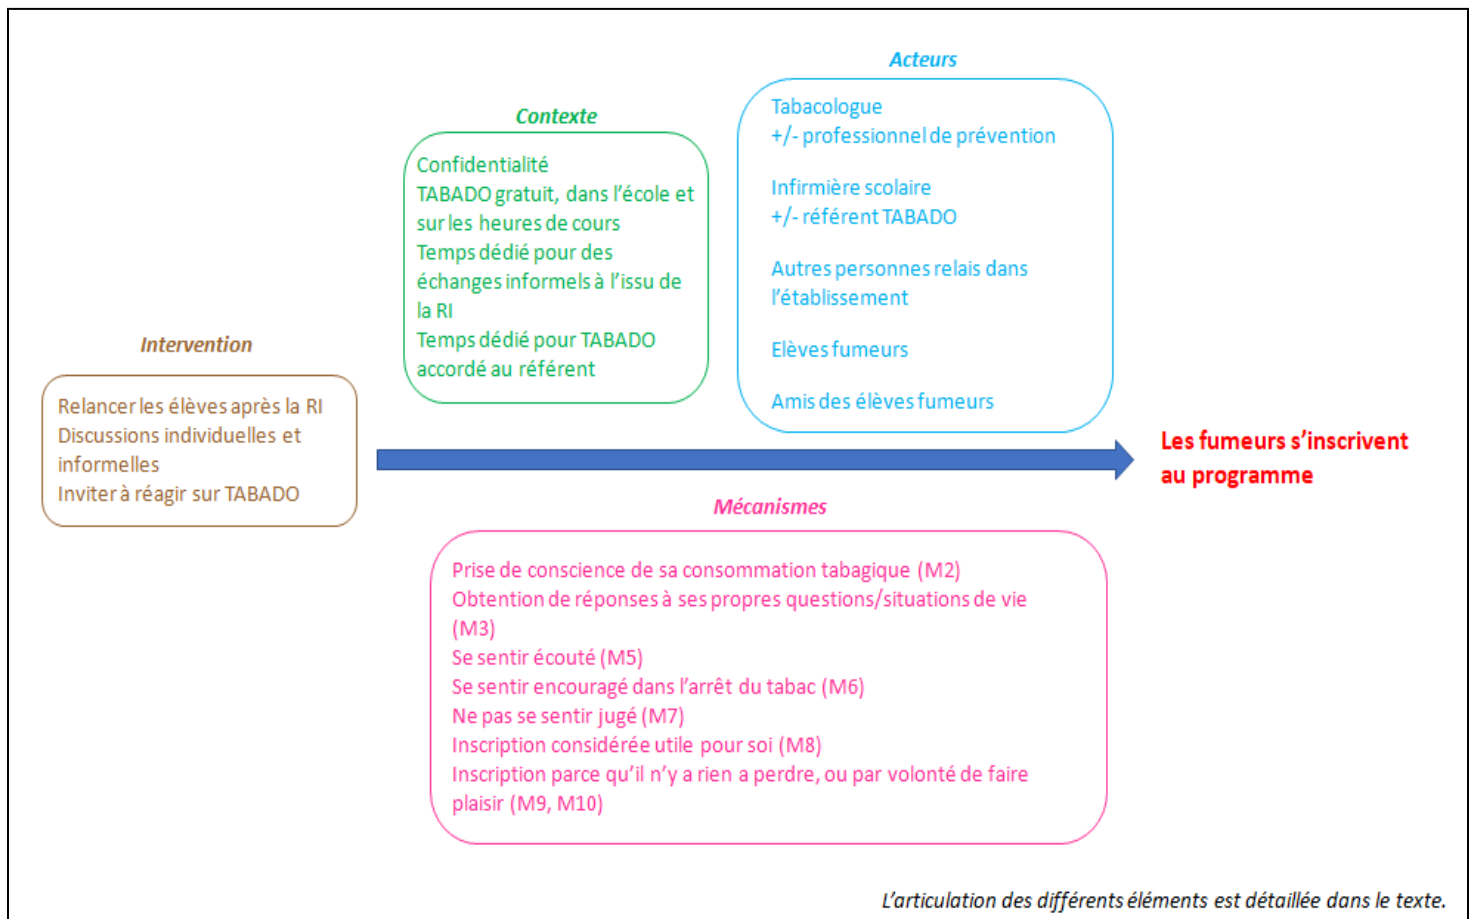 Acteurs
Tabacologue
+/- professionnel de prévention
Infirmière scolaire
+/- référent TABADO
Autres personnes relais dans
l'établissement
Elèves fumeurs
Amis des élèves fumeurs
Contexte
Confidentialité
TABADO gratuit, dans l'école et
sur les heures de cours
Temps dédié pour des
échanges informels à l'issu de
la RI
Temps dédié pour TABADO
accordé au référent
Intervention
Relancer les élèves après la RI
Discussions individuelles et
informelles
Inviter à réagir sur TABADO
Les fumeurs s'inscrivent
au programme
Mécanismes
Prise de conscience de sa consommation tabagique (M2)
Obtention de réponses à ses propres questions/situations de vie
(M3)
Se sentir écouté (M5)
Se sentir encouragé dans l'arrêt du tabac (M6)
Ne pas se sentir jugé (M7)
Inscription considérée utile pour soi (M8)
Inscription parce qu'il n'y a rien a perdre, ou par volonté de faire
plaisir (M9, M10)
L'articulation des différents éléments est détaillée dans le texte.